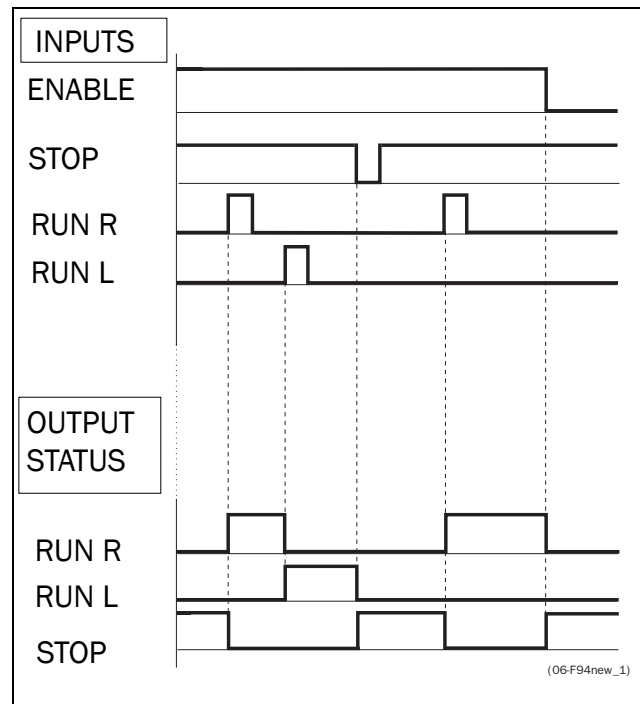 INPUTS
ENABLE
STOP
RUN R
RUN L
OUTPUT
STATUS
RUN R
RUN L
STOP
(06-F94new_1)